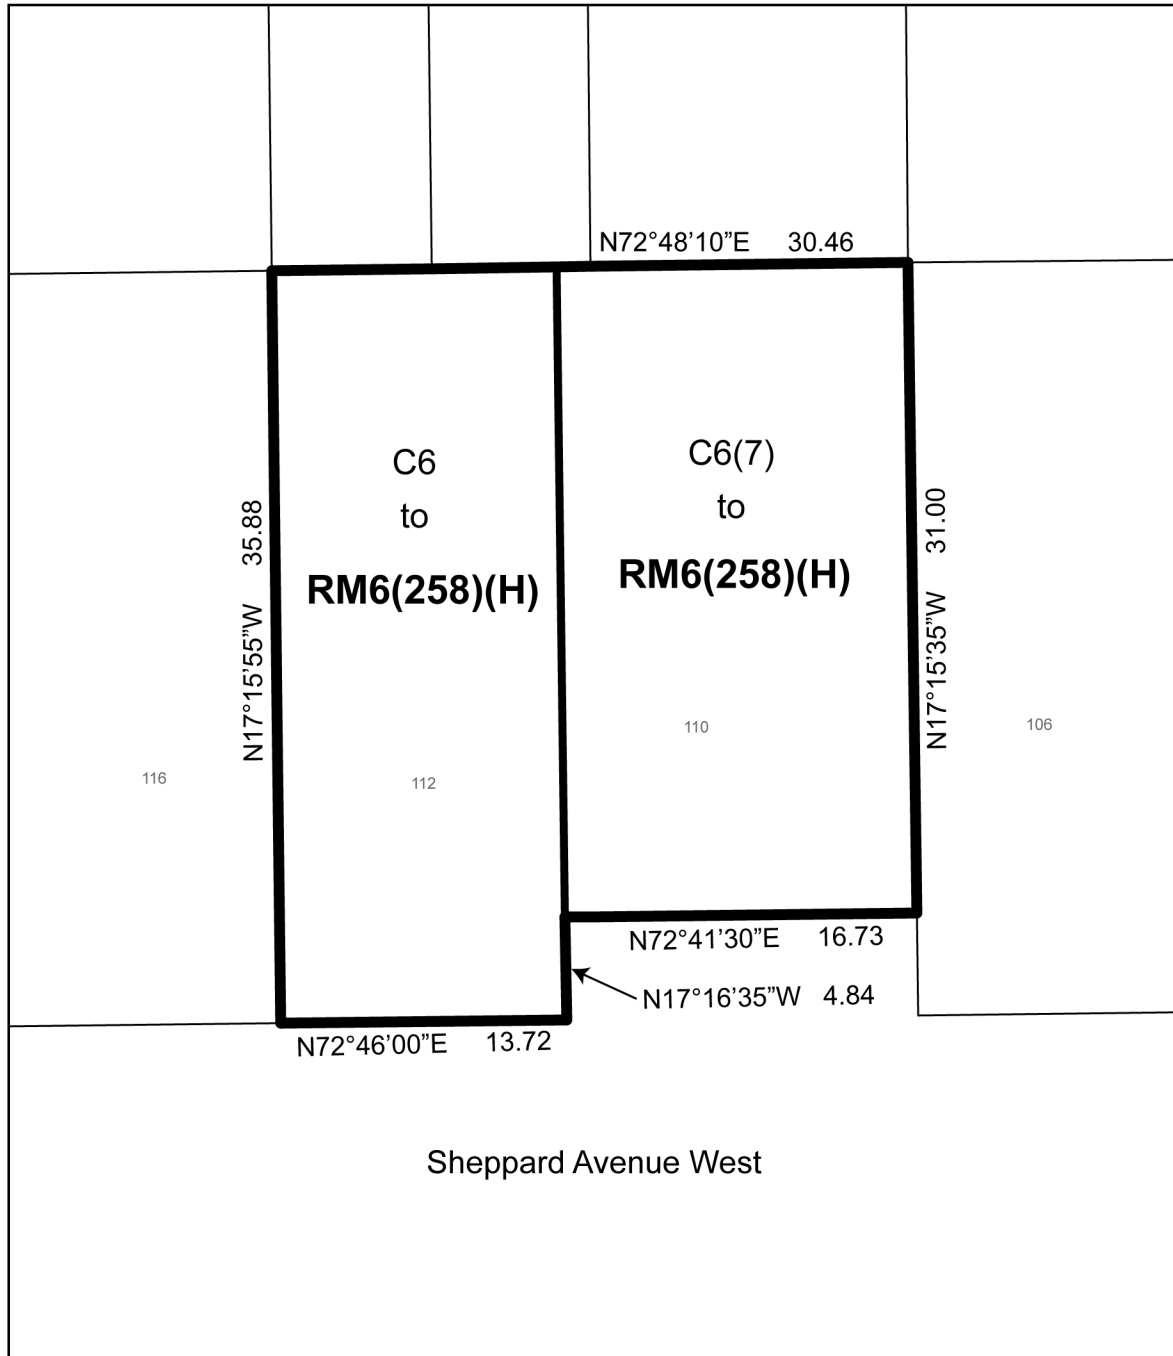 N72°48’10”E 30.46
C6
to
RM6(258)(H)
C6(7)
to
RM6(258)(H)
N17°15’55”W 35.88
N17°15’35”W 31.00
116
112
110
106
N72°41’30”E 16.73
N17°16’35”W 4.84
N72°46’00”E 13.72
Sheppard Avenue West